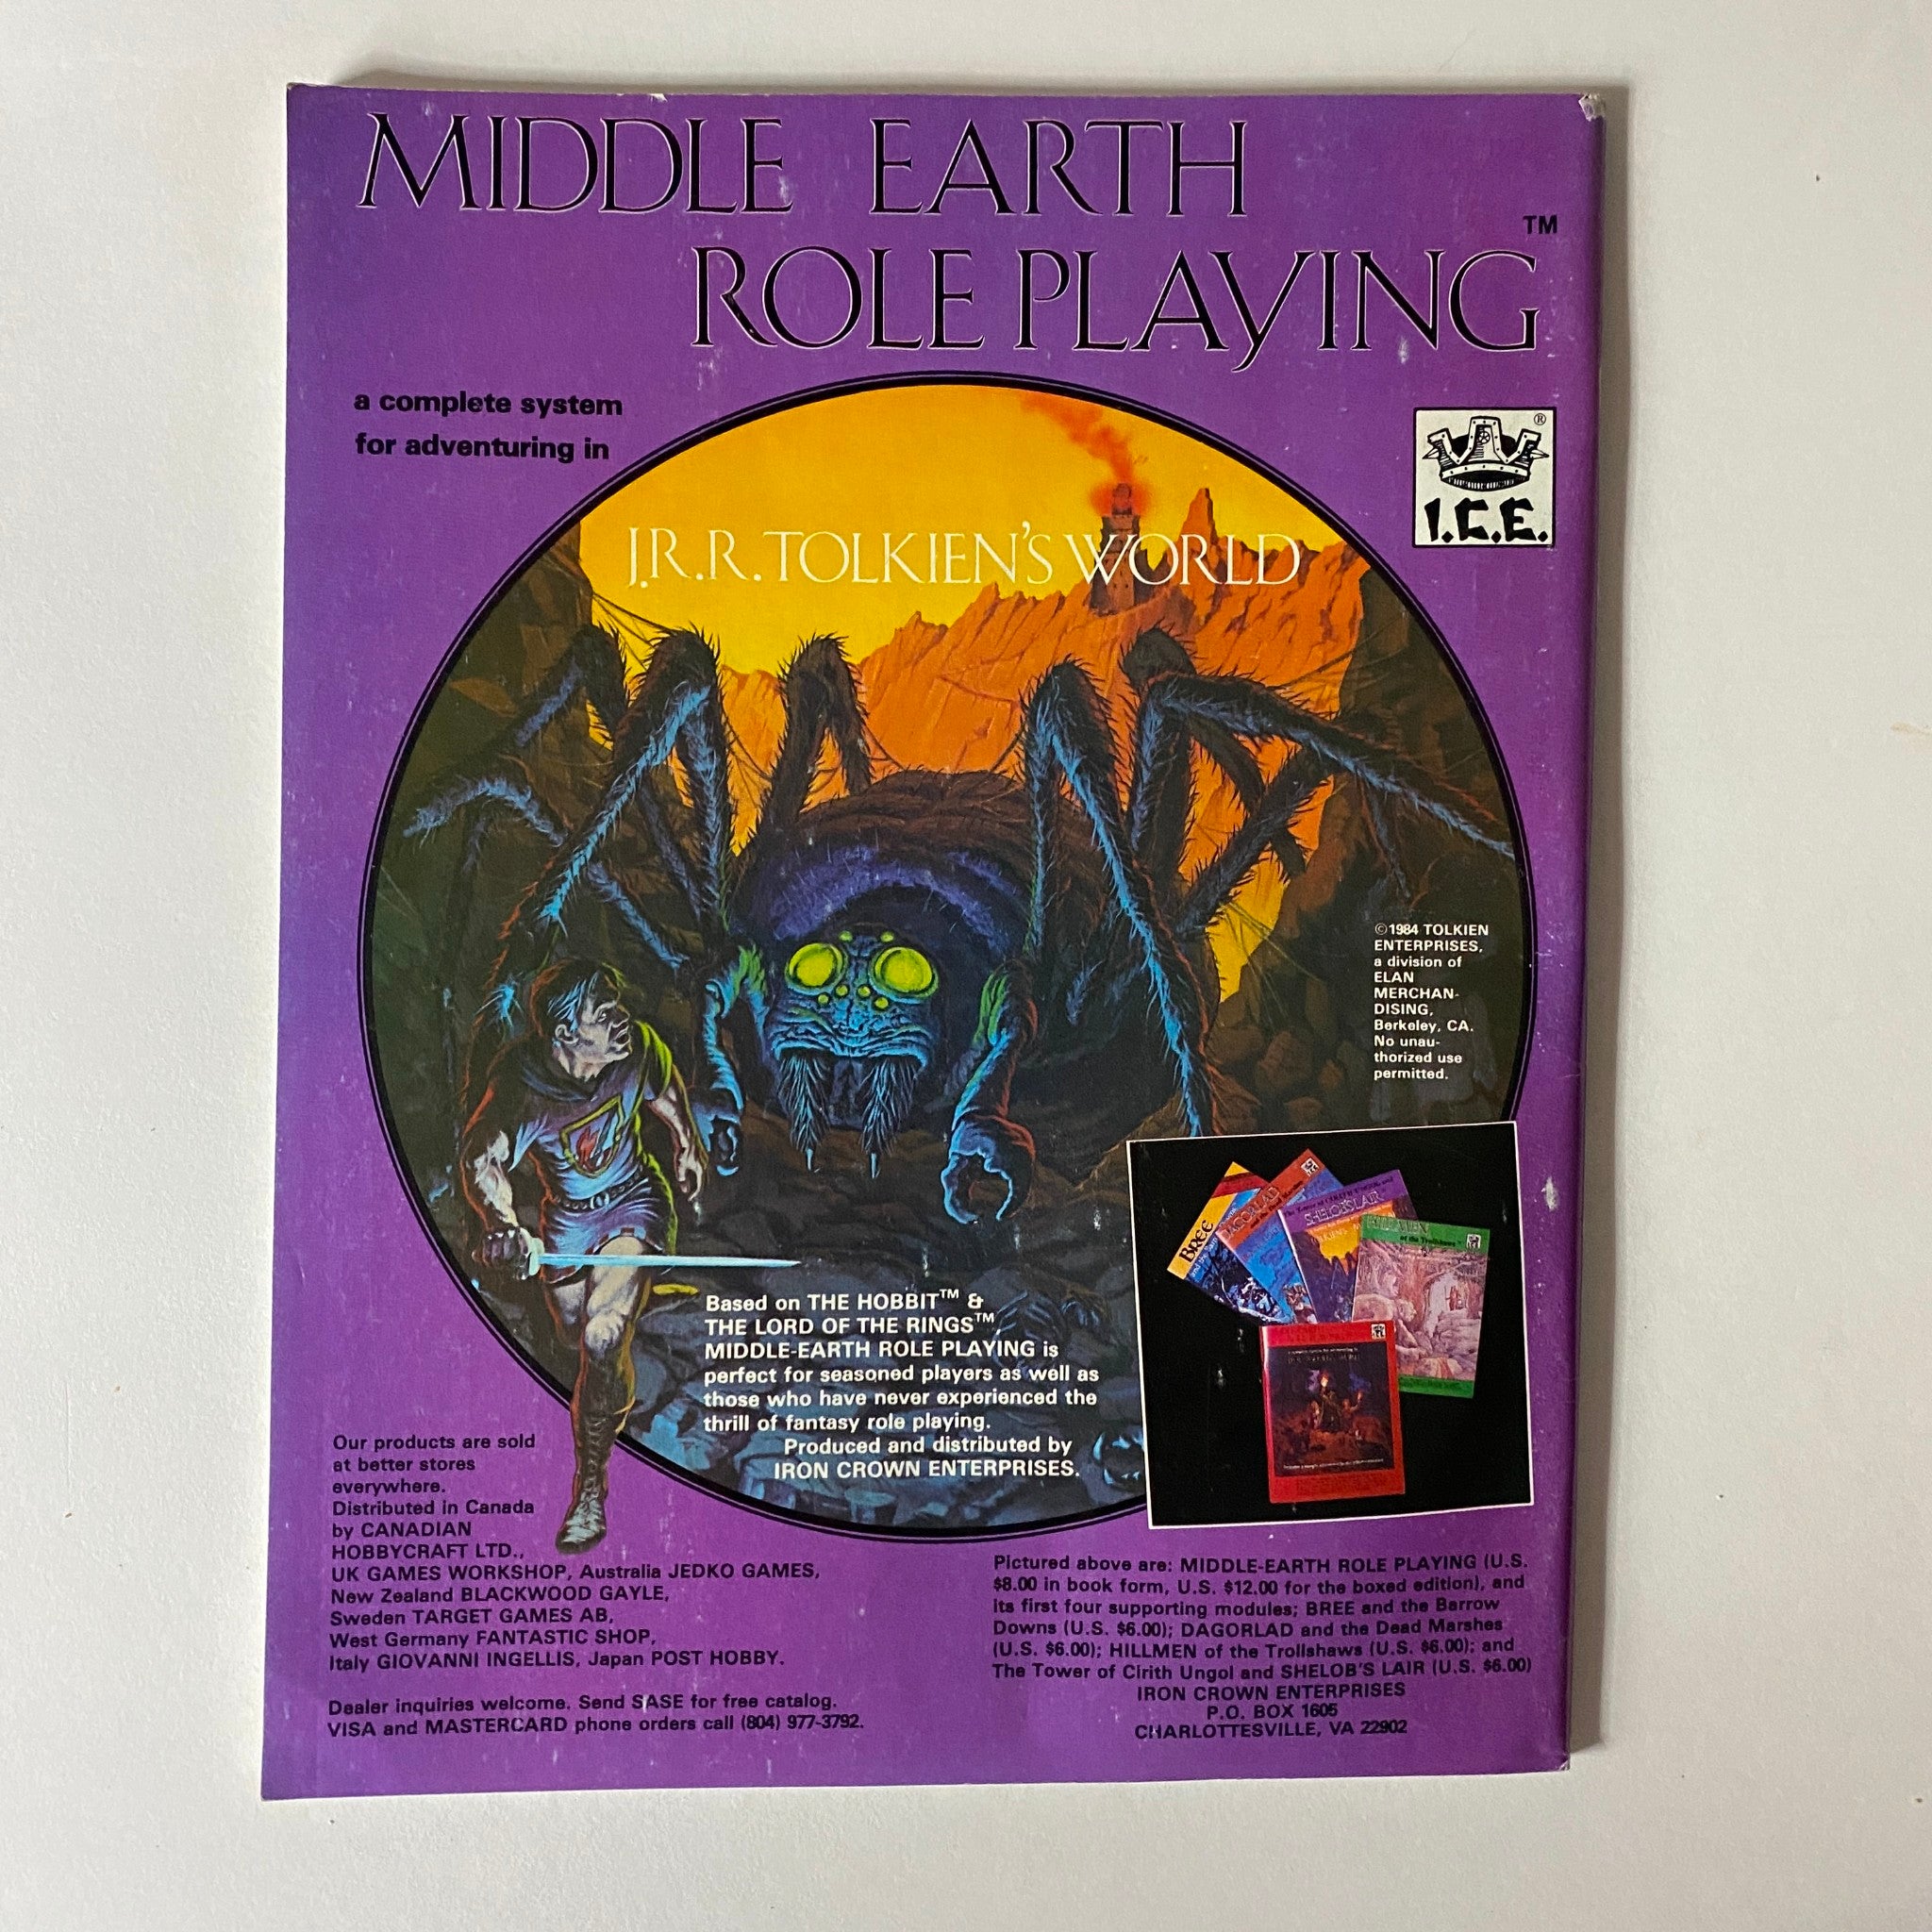 MIDDLE EARTH
ROLE PLAYING™
a complete system
for adventuring in
®
I.C.E.
J.R.R. TOLKIEN'S WORLD
©1984 TOLKIEN
ENTERPRISES,
a division of
ELAN
MERCHAN-
DISING,
Berkeley, CA.
No unau-
thorized use
permitted.
BREE
SHELOB'S LAIR
HILLMEN
of the Trollshaws
Based on THE HOBBIT™ &
THE LORD OF THE RINGS™,
MIDDLE-EARTH ROLE PLAYING is
perfect for seasoned players as well as
those who have never experienced the
thrill of fantasy role playing.
Produced and distributed by
IRON CROWN ENTERPRISES.
Our products are sold
at better stores
everywhere.
Distributed in Canada
by CANADIAN
HOBBYCRAFT LTD.,
UK GAMES WORKSHOP, Australia JEDKO GAMES,
New Zealand BLACKWOOD GAYLE,
Sweden TARGET GAMES AB,
West Germany FANTASTIC SHOP,
Italy GIOVANNI INGELLIS, Japan POST HOBBY.
Dealer inquiries welcome. Send SASE for free catalog.
VISA and MASTERCARD phone orders call (804) 977-3792.
Pictured above are: MIDDLE-EARTH ROLE PLAYING (U.S.
$8.00 in book form, U.S. $12.00 for the boxed edition), and
its first four supporting modules; BREE and the Barrow
Downs (U.S. $6.00); DAGORLAD and the Dead Marshes
(U.S. $6.00); HILLMEN of the Trollshaws (U.S. $6.00); and
The Tower of Cirith Ungol and SHELOB'S LAIR (U.S. $6.00)
IRON CROWN ENTERPRISES
P.O. BOX 1605
CHARLOTTESVILLE, VA 22902